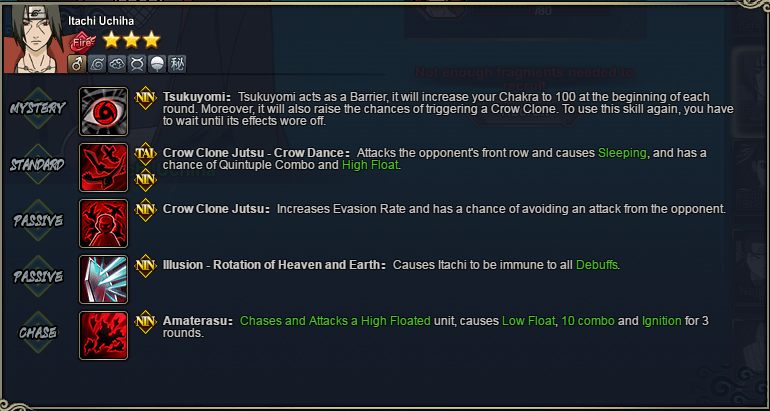 /80
Itachi Uchiha
Fire
秘
Not enough fragments needed to
recruit
MYSTERY
NIN
Tsukuyomi: Tsukuyomi acts as a Barrier, it will increase your Chakra to 100 at the beginning of each
round. Moreover, it will also raise the chances of triggering a Crow Clone. To use this skill again, you have
to wait until its effects wore off.
STANDARD
TAI
NIN
Crow Clone Jutsu - Crow Dance: Attacks the opponent's front row and causes Sleeping, and has a
chance of Quintuple Combo and High Float.
PASSIVE
NIN
Crow Clone Jutsu: Increases Evasion Rate and has a chance of avoiding an attack from the opponent.
PASSIVE
NIN
Illusion - Rotation of Heaven and Earth: Causes Itachi to be immune to all Debuffs.
CHASE
NIN
Amaterasu: Chases and Attacks a High Floated unit, causes Low Float, 10 combo and Ignition for 3
rounds.